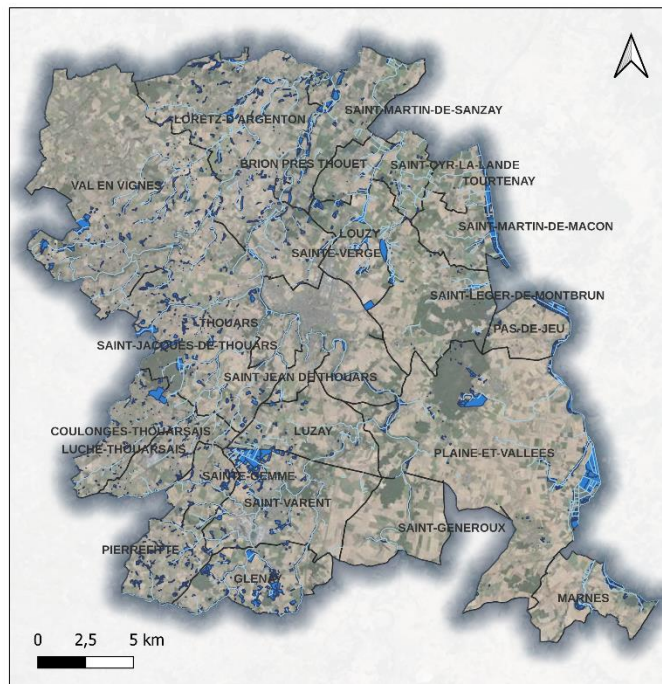 SAINT-MARTIN-DE-SANZAY
LORETZ-D'ARGENTON
BRION PRES THOUET
SAINT-CYR-LA-LANDE
TOURTENAY
VAL EN VIGNES
SAINT-MARTIN-DE-MACON
LOUZY
SAINTE-VERGE
SAINT-LEGER-DE-MONTBRUN
THOUARS
PAS-DE-JEU
SAINT-JACQUES-DE-THOUARS
SAINT JEAN DE THOUARS
COULONGES-THOUARSAIS
LUZAY
LUCHE-THOUARSAIS
PLAINE-ET-VALLEES
SAINTE-GEMME
SAINT-VARENT
SAINT-GENEROUX
PIERREFITTE
GLENAY
MARNES
0 2,5 5 km